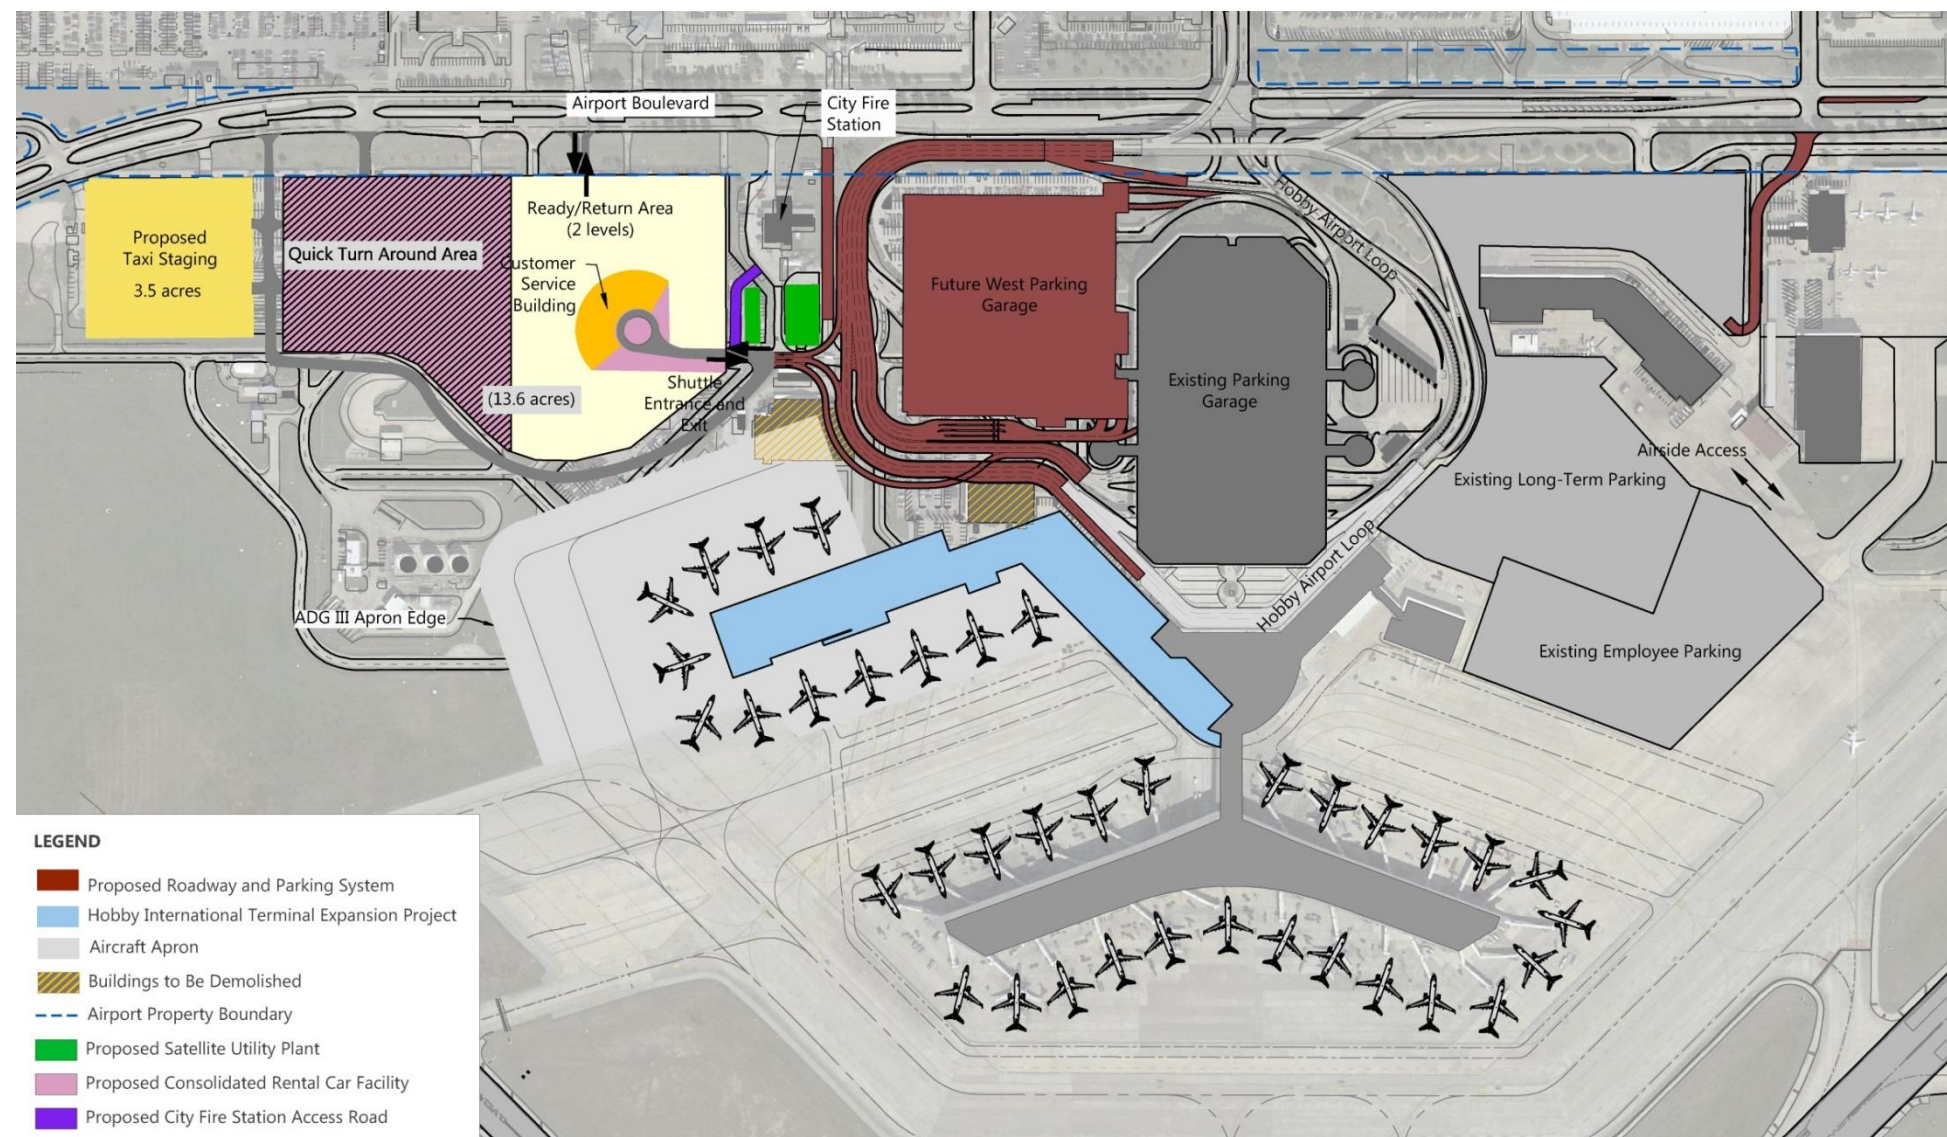 Airport Boulevard
City Fire
Station
Hobby Airport Loop
Proposed
Taxi Staging
3.5 acres
Quick Turn Around Area
Ready/Return Area
(2 levels)
Customer
Service
Building
(13.6 acres)
Shuttle
Entrance and
Exit
Future West Parking
Garage
Existing Parking
Garage
Airside Access
Existing Long-Term Parking
Hobby Airport Loop
ADG III Apron Edge
Existing Employee Parking
LEGEND
Proposed Roadway and Parking System
Hobby International Terminal Expansion Project
Aircraft Apron
Buildings to Be Demolished
Airport Property Boundary
Proposed Satellite Utility Plant
Proposed Consolidated Rental Car Facility
Proposed City Fire Station Access Road